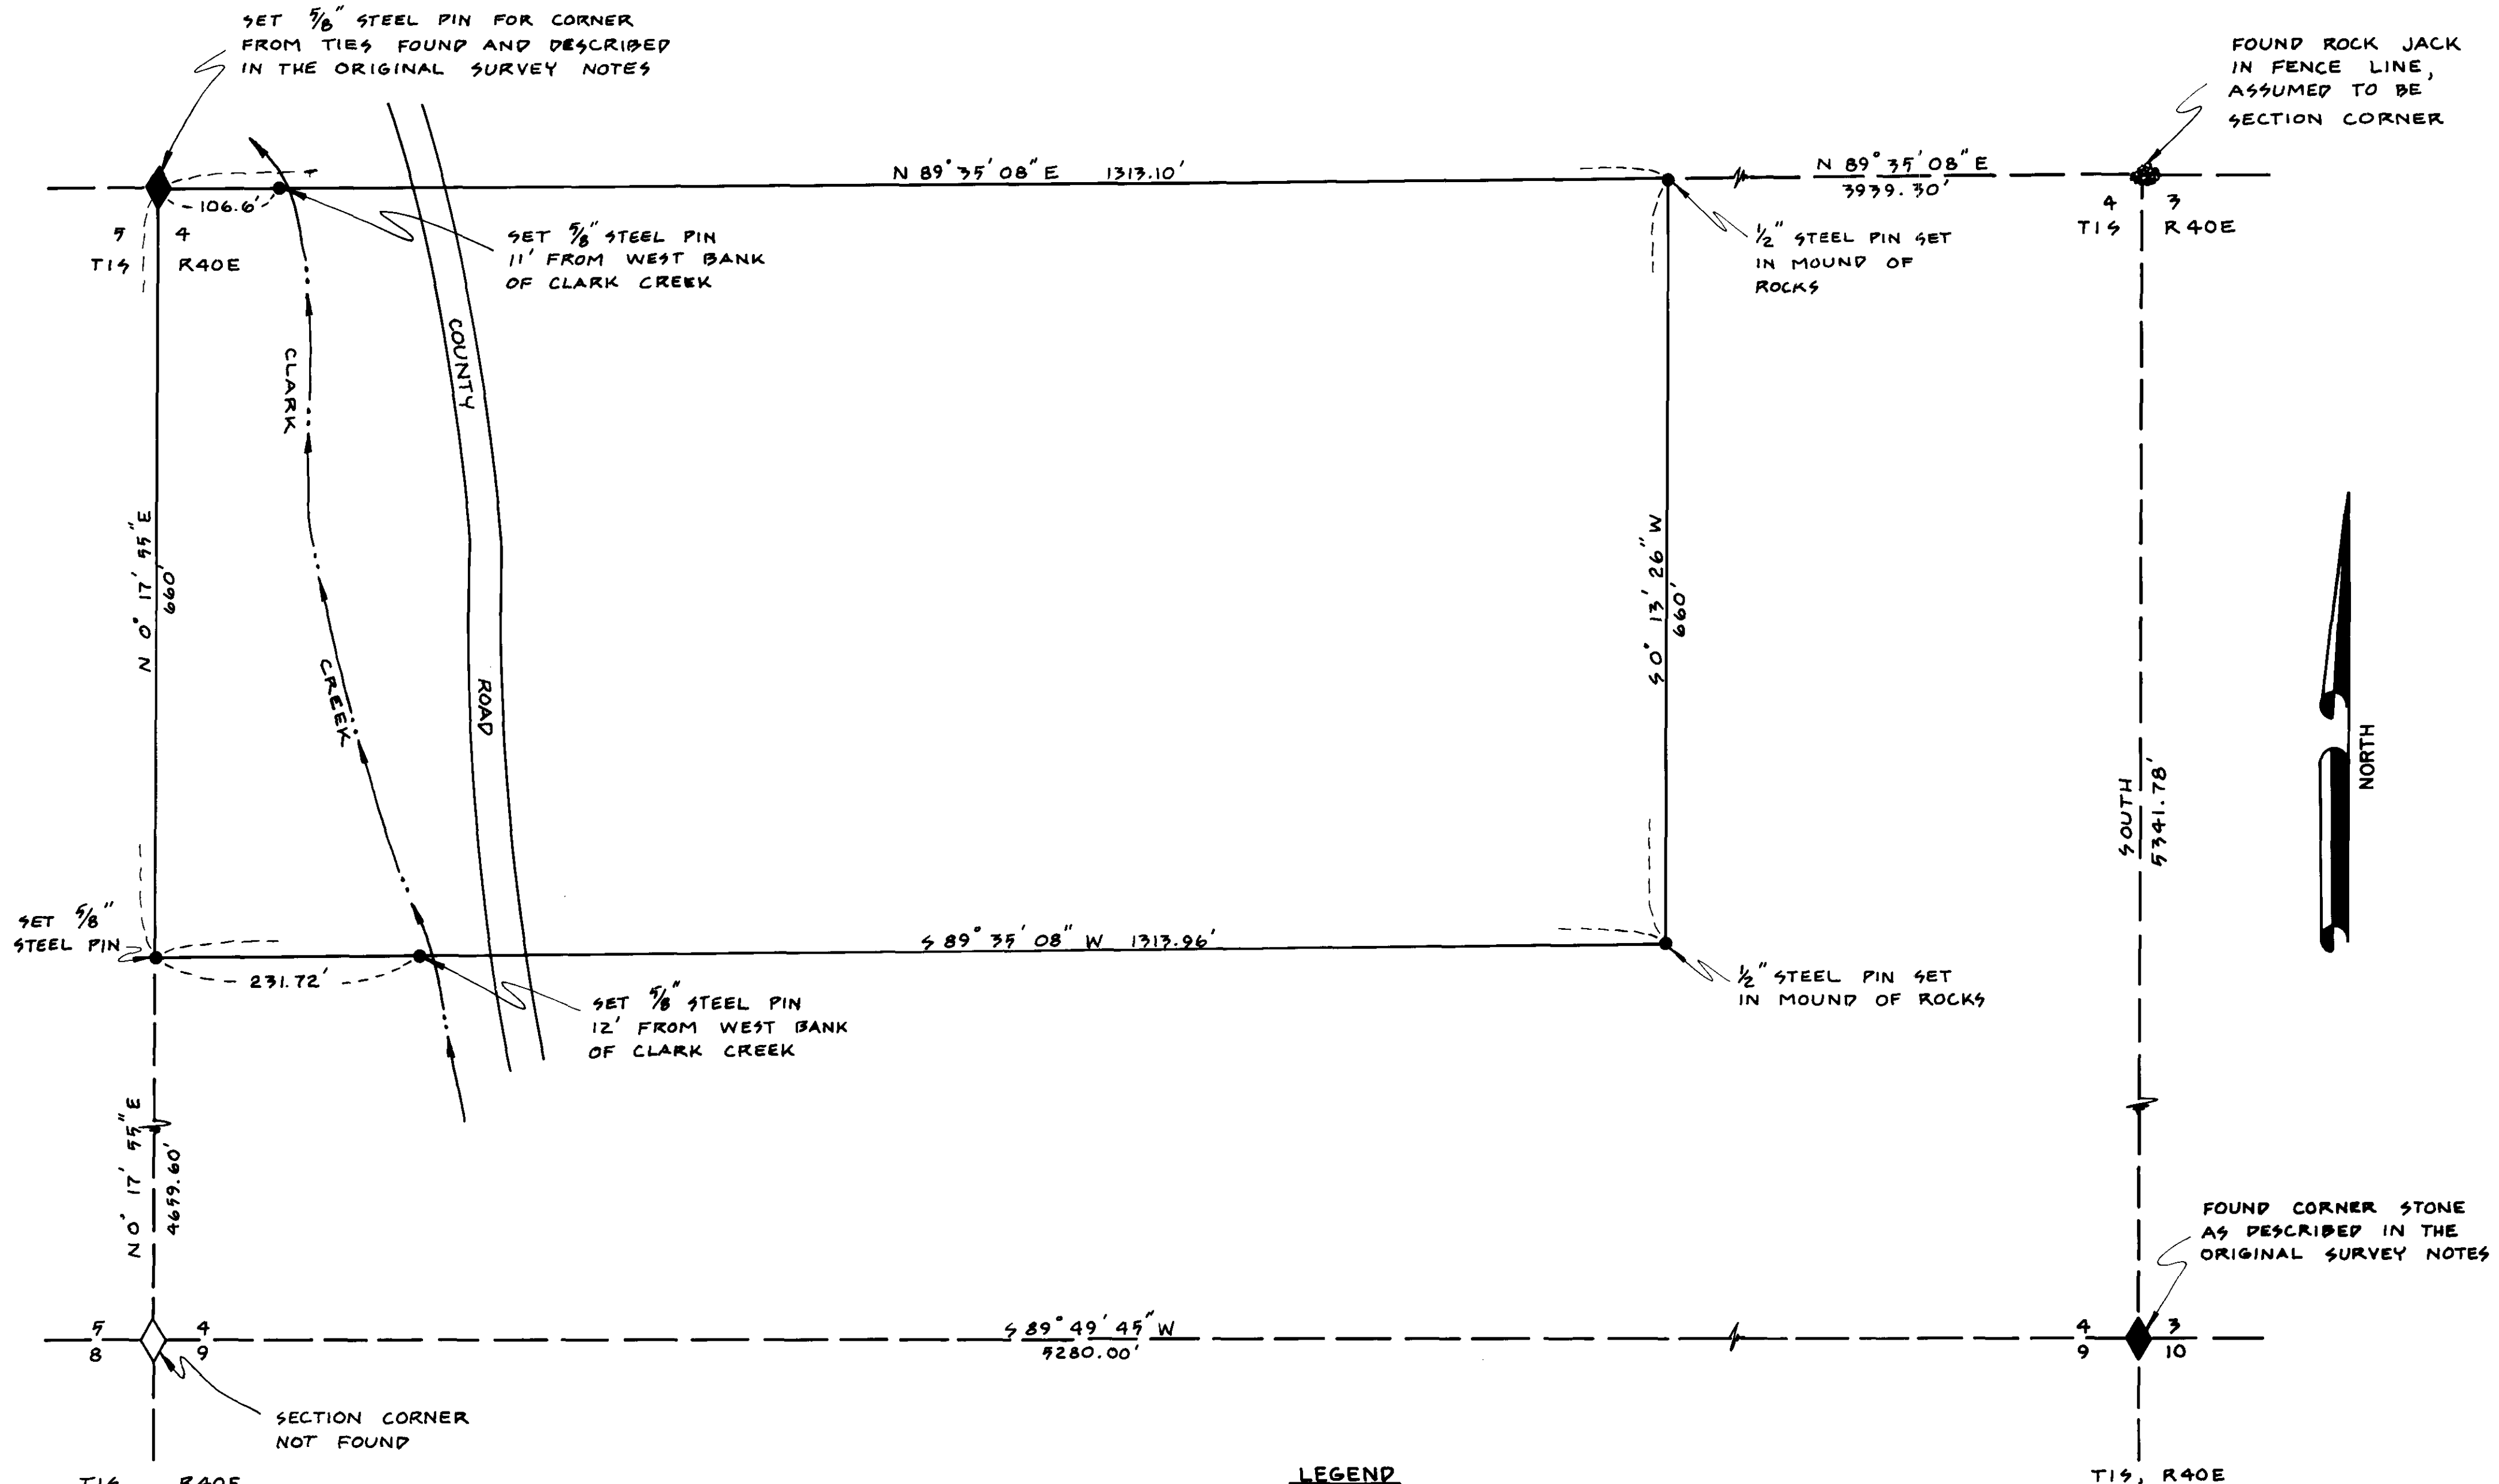 SET 5/8" STEEL PIN FOR CORNER
FROM TIES FOUND AND DESCRIBED
IN THE ORIGINAL SURVEY NOTES
FOUND ROCK JACK
IN FENCE LINE,
ASSUMED TO BE
SECTION CORNER
N 89° 35' 08" E 1313.10'
N 89° 35' 08" E
3939.30'
106.6'
5 4
T1S R40E
4 3
T1S R40E
SET 5/8" STEEL PIN
11' FROM WEST BANK
OF CLARK CREEK
1/2" STEEL PIN SET
IN MOUND OF
ROCKS
CLARK
CREEK
COUNTY
ROAD
N 0° 17' 55" E
660'
S 0° 13' 26" W
660'
SOUTH
5341.78'
NORTH
SET 5/8"
STEEL PIN
S 89° 35' 08" W 1313.96'
231.72'
SET 5/8" STEEL PIN
12' FROM WEST BANK
OF CLARK CREEK
1/2" STEEL PIN SET
IN MOUND OF ROCKS
N 0° 17' 55" E
4659.60'
FOUND CORNER STONE
AS DESCRIBED IN THE
ORIGINAL SURVEY NOTES
5 4
8 9
S 89° 49' 45" W
5280.00'
4 3
9 10
SECTION CORNER
NOT FOUND
T1S R40E
LEGEND
T1S, R40E